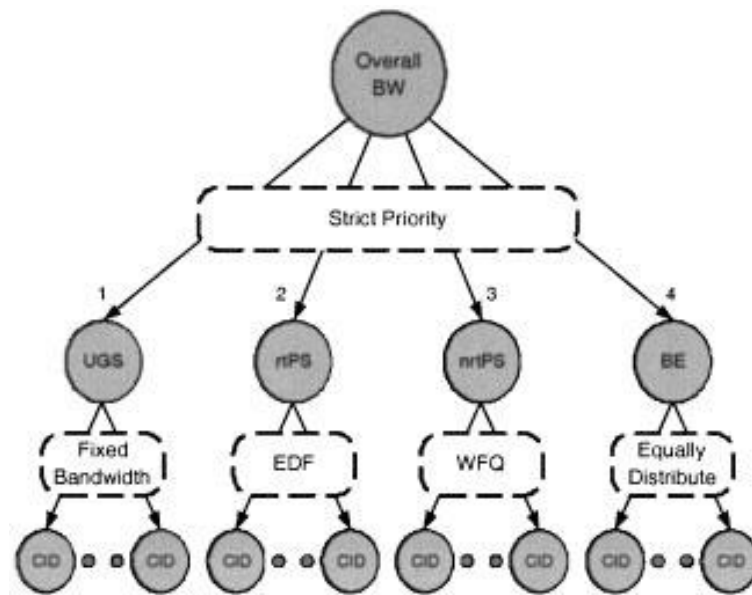 Overall
BW
Strict Priority
1
2
3
4
UGS
rtPS
nrtPS
BE
Fixed
Bandwidth
EDF
WFQ
Equally
Distribute
CID
CID
CID
CID
CID
CID
CID
CID